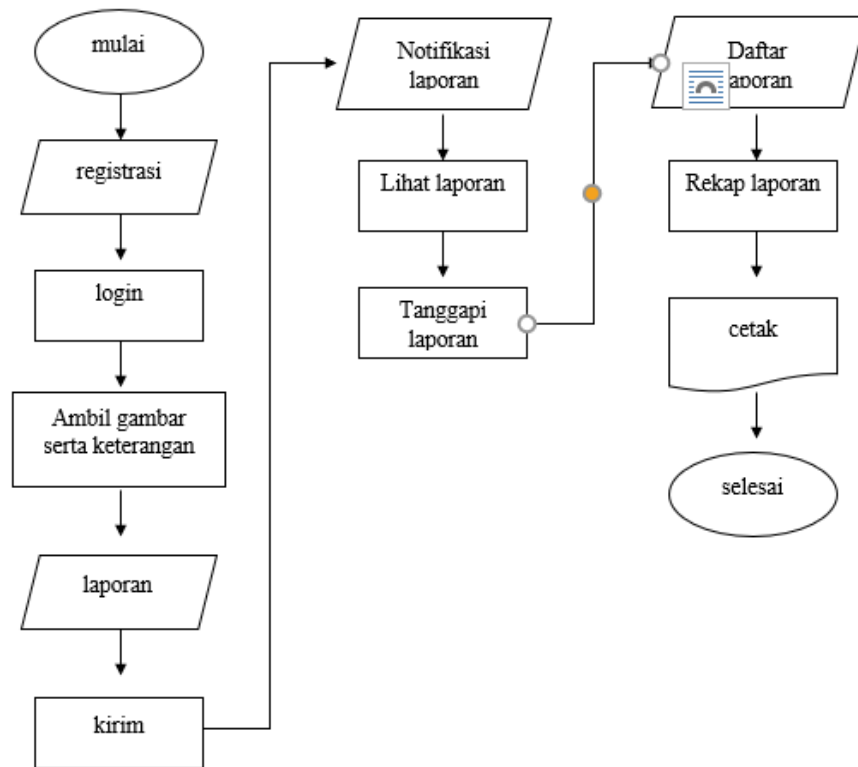 mulai
registrasi
login
Ambil gambar
serta keterangan
laporan
kirim
Notifikasi
laporan
Lihat laporan
Tanggapi
laporan
Daftar
laporan
Rekap laporan
cetak
selesai